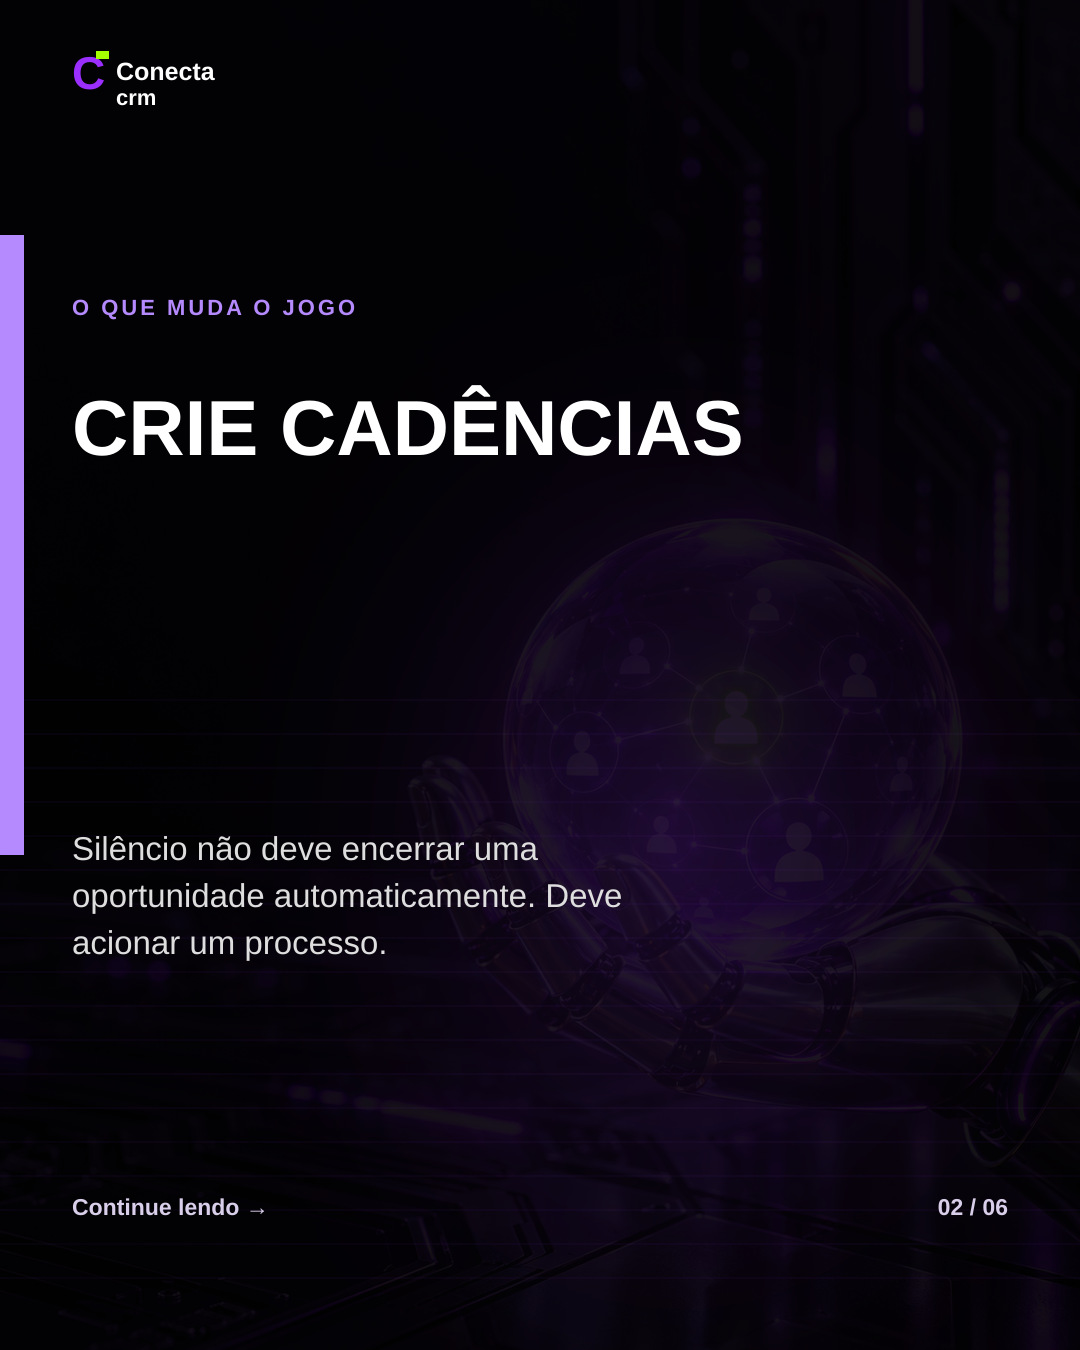 Conecta
crm
O QUE MUDA O JOGO
CRIE CADÊNCIAS
Silêncio não deve encerrar uma
oportunidade automaticamente. Deve
acionar um processo.
Continue lendo →
02 / 06